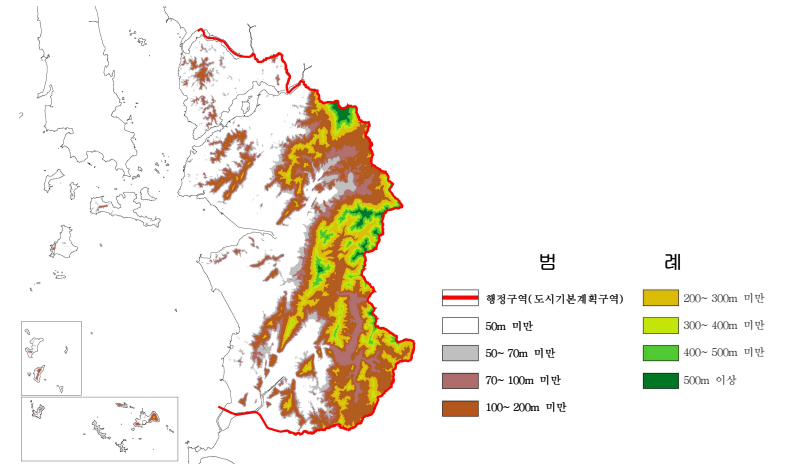 범 례
행정구역(도시기본계획구역)
50m 미만
50~ 70m 미만
70~ 100m 미만
100~ 200m 미만
200~ 300m 미만
300~ 400m 미만
400~ 500m 미만
500m 이상